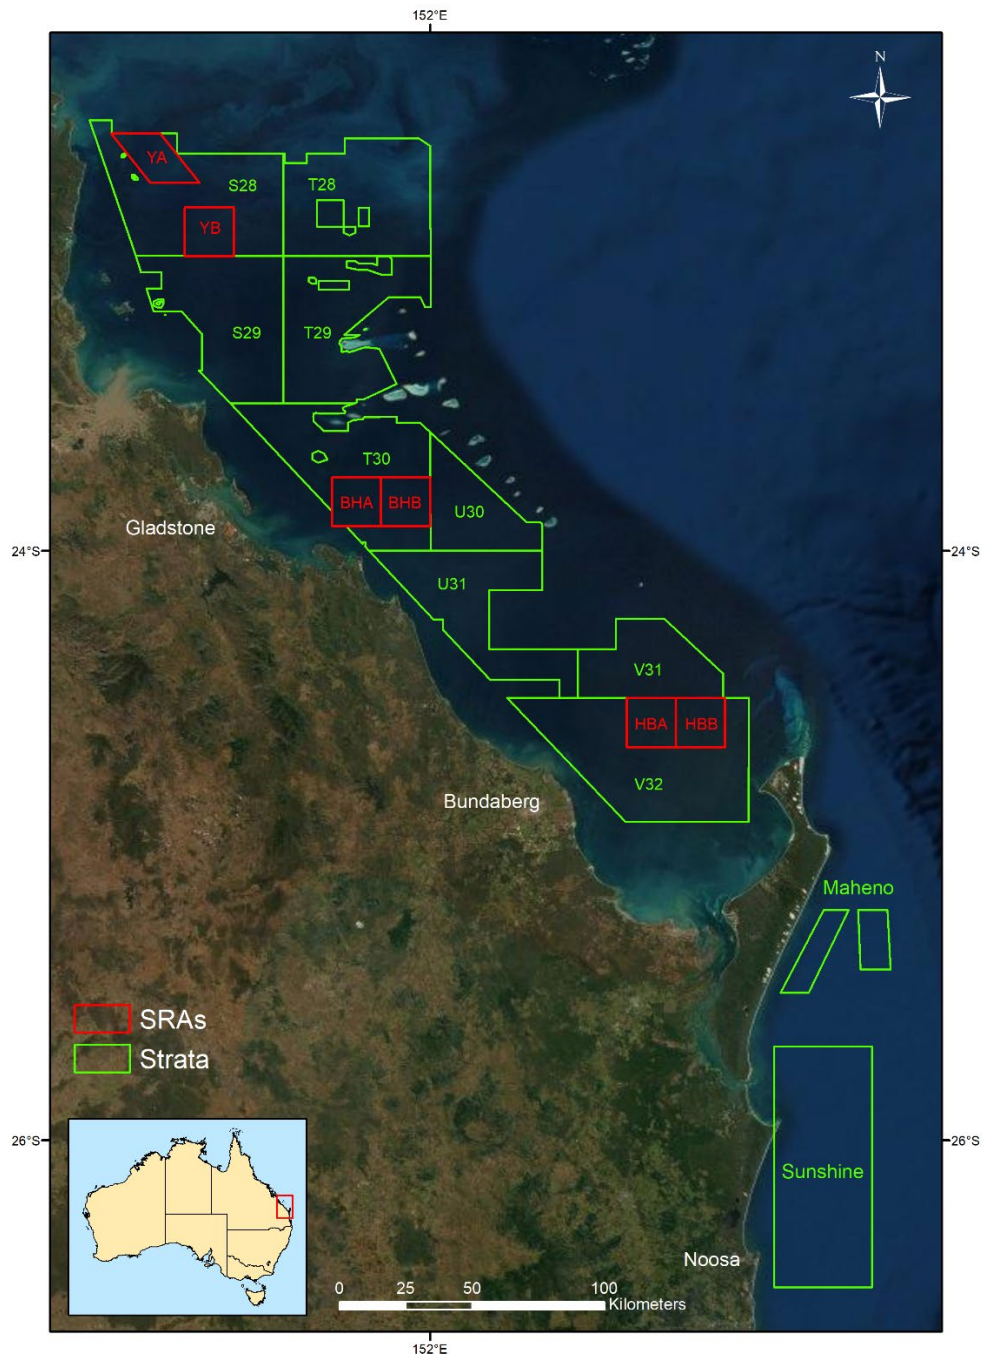 152°E
N
YA
S28
T28
YB
S29
T29
T30
BHA
BHB
U30
Gladstone
24°S
24°S
U31
V31
HBA
HBB
V32
Bundaberg
Maheno
SRAs
Strata
26°S
26°S
Sunshine
Noosa
0 25 50 100
Kilometers
152°E